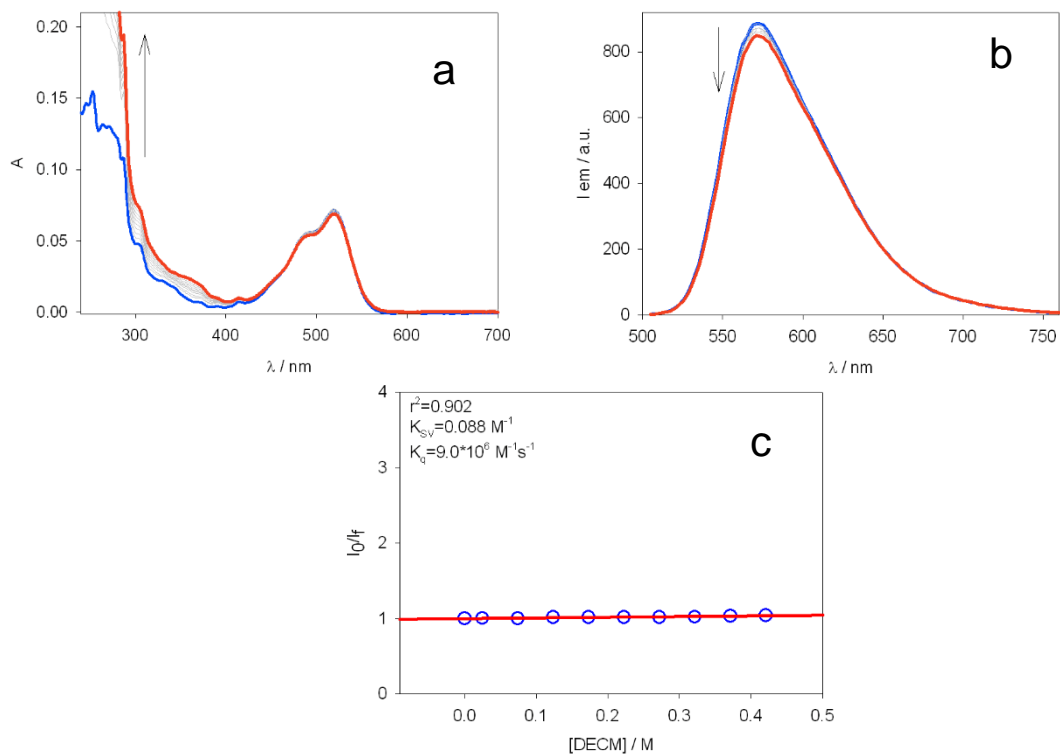 a
0.20
0.15
0.10
0.05
0.00
A
300 400 500 600 700
λ / nm
b
800
600
400
200
0
I em / a.u.
500 550 600 650 700 750
λ / nm
c
r²=0.902
K_SV=0.088 M⁻¹
K_q=9.0*10⁶ M⁻¹s⁻¹
4
3
2
1
0
I₀/I_f
0.0 0.1 0.2 0.3 0.4 0.5
[DECM] / M